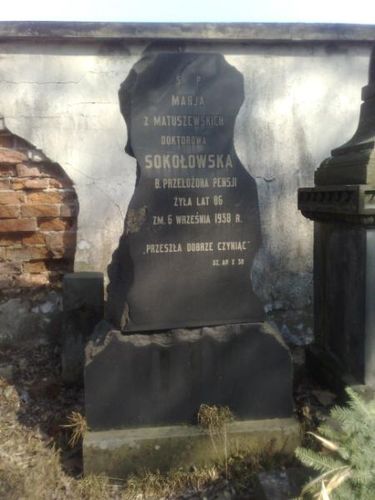 Ś P
MARJA
Z MATUSZEWSKICH
DOKTOROWA
SOKOŁOWSKA
B. PRZEŁOŻONA PENSJI
ŻYŁA LAT 86
ZM. 6 WRZEŚNIA 1938 R.
„PRZESZŁA DOBRZE CZYNIĄC"
DZ. AP. X 38